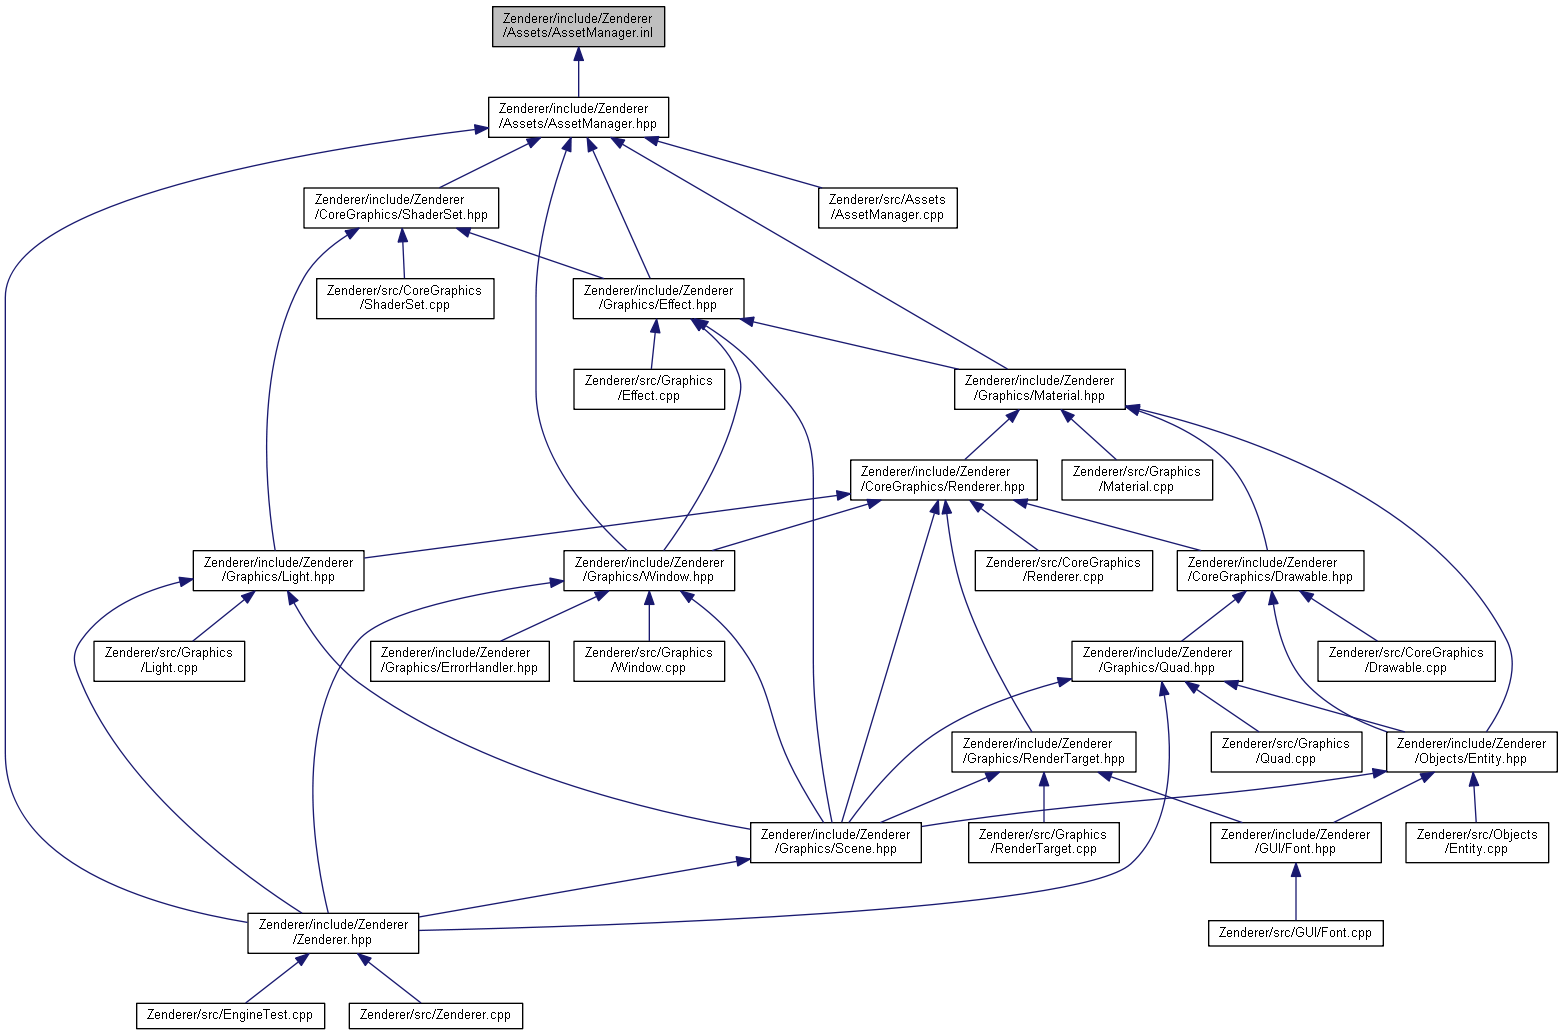 Zenderer/include/Zenderer
/Assets/AssetManager.inl
Zenderer/include/Zenderer
/Assets/AssetManager.hpp
Zenderer/include/Zenderer
/CoreGraphics/ShaderSet.hpp
Zenderer/src/Assets
/AssetManager.cpp
Zenderer/src/CoreGraphics
/ShaderSet.cpp
Zenderer/include/Zenderer
/Graphics/Effect.hpp
Zenderer/src/Graphics
/Effect.cpp
Zenderer/include/Zenderer
/Graphics/Material.hpp
Zenderer/include/Zenderer
/CoreGraphics/Renderer.hpp
Zenderer/src/Graphics
/Material.cpp
Zenderer/include/Zenderer
/Graphics/Light.hpp
Zenderer/include/Zenderer
/Graphics/Window.hpp
Zenderer/src/CoreGraphics
/Renderer.cpp
Zenderer/include/Zenderer
/CoreGraphics/Drawable.hpp
Zenderer/src/Graphics
/Light.cpp
Zenderer/include/Zenderer
/Graphics/ErrorHandler.hpp
Zenderer/src/Graphics
/Window.cpp
Zenderer/include/Zenderer
/Graphics/Quad.hpp
Zenderer/src/CoreGraphics
/Drawable.cpp
Zenderer/include/Zenderer
/Graphics/RenderTarget.hpp
Zenderer/src/Graphics
/Quad.cpp
Zenderer/include/Zenderer
/Objects/Entity.hpp
Zenderer/include/Zenderer
/Graphics/Scene.hpp
Zenderer/src/Graphics
/RenderTarget.cpp
Zenderer/include/Zenderer
/GUI/Font.hpp
Zenderer/src/Objects
/Entity.cpp
Zenderer/include/Zenderer
/Zenderer.hpp
Zenderer/src/GUI/Font.cpp
Zenderer/src/EngineTest.cpp
Zenderer/src/Zenderer.cpp